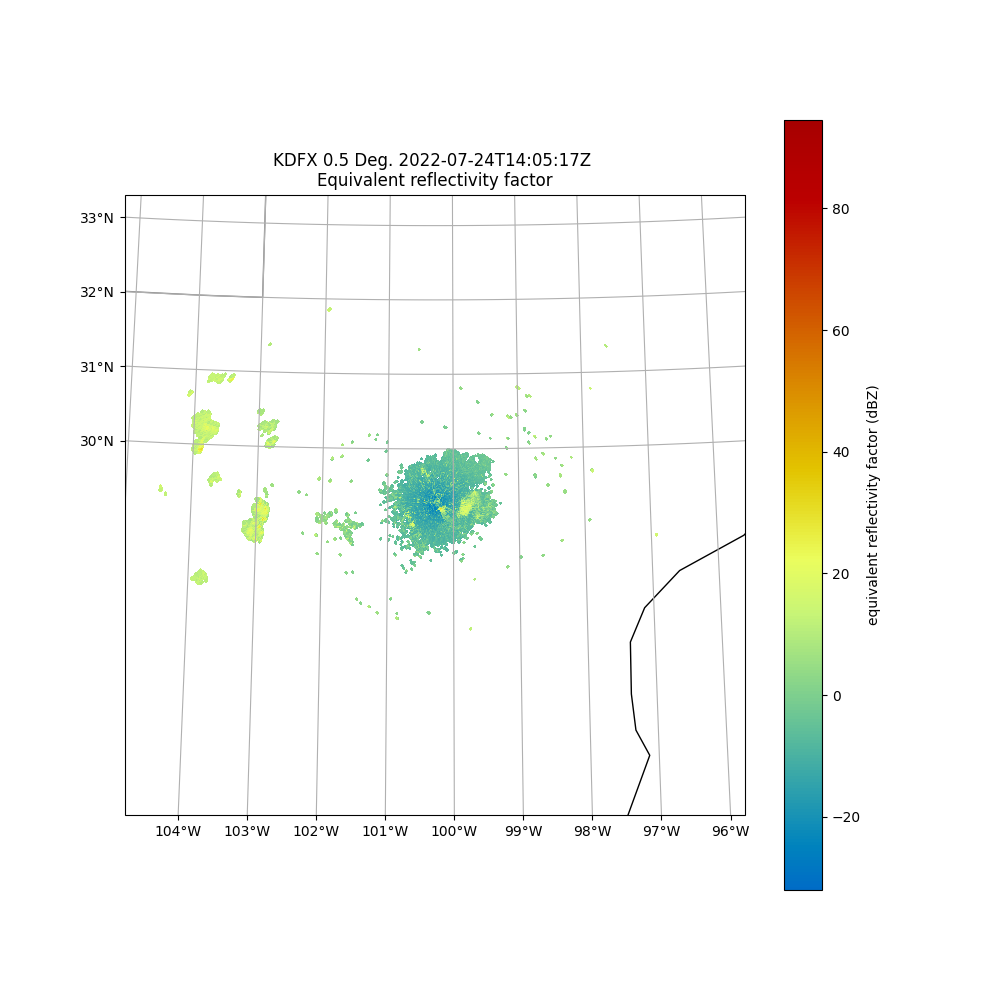 KDFX 0.5 Deg. 2022-07-24T14:05:17Z
Equivalent reflectivity factor
33°N
32°N
31°N
30°N
104°W 103°W 102°W 101°W 100°W 99°W 98°W 97°W 96°W
80
60
40
20
0
−20
equivalent reflectivity factor (dBZ)